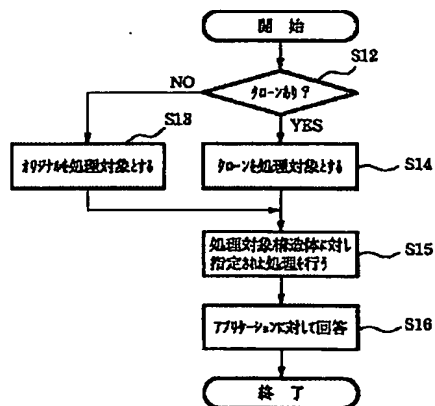 開 始
S12
クローンあり?
NO
YES
S13
オリジナルを処理対象とする
クローンを処理対象とする
S14
処理対象構造体に対し
指定された処理を行う
S15
アプリケーションに対して回答
S16
終 了